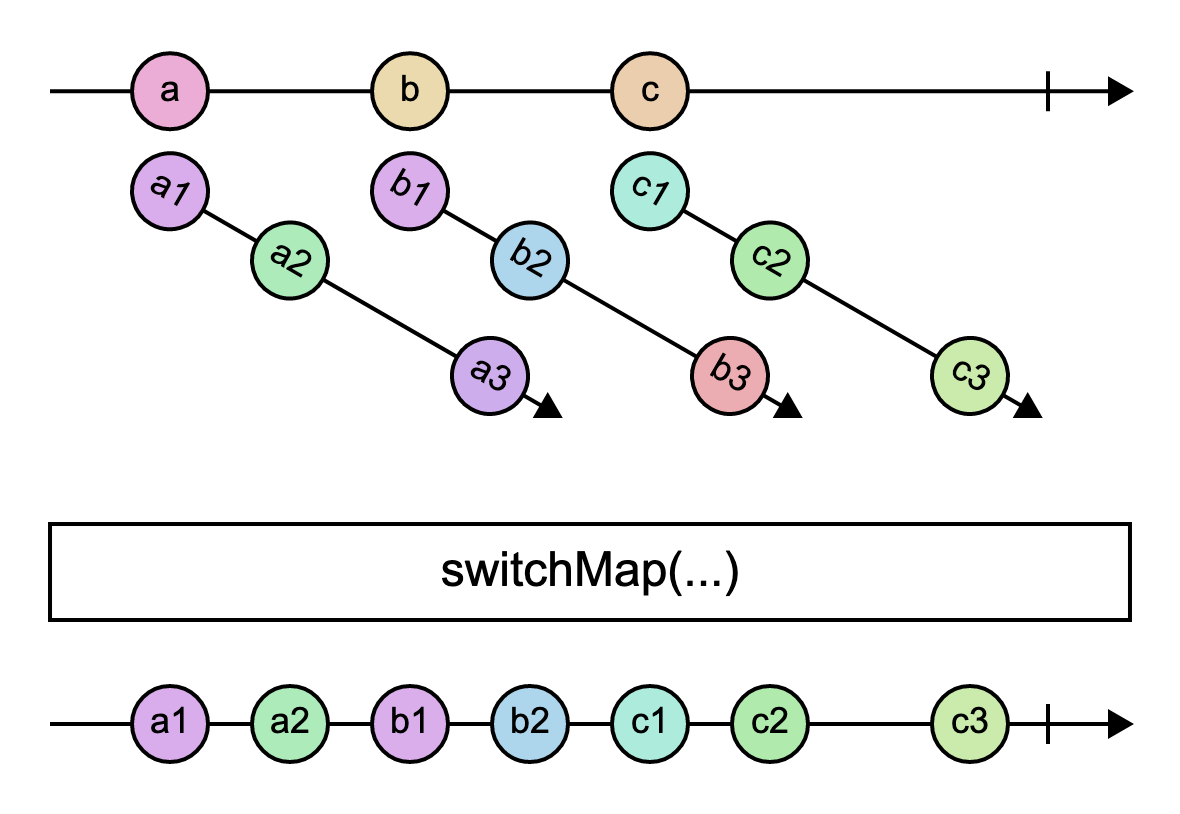 a b c
a1 b1 c1
a2 b2 c2
a3 b3 c3
switchMap(...)
a1 a2 b1 b2 c1 c2 c3